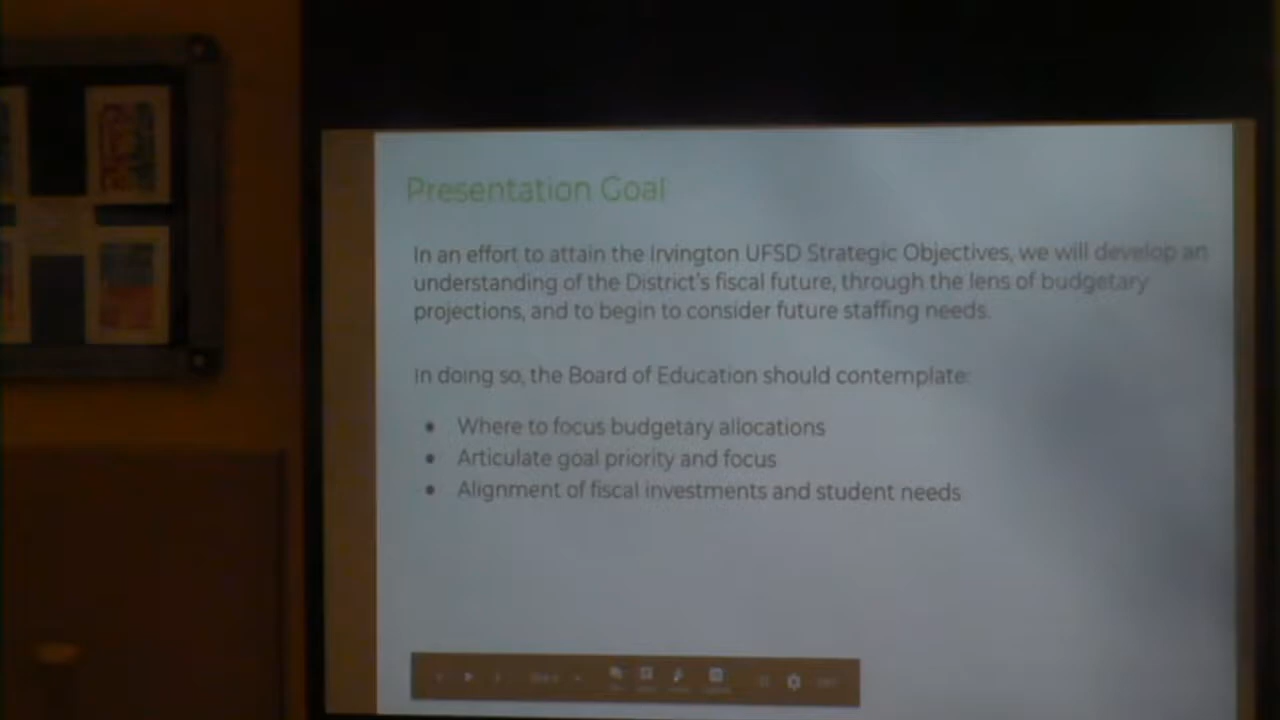 Presentation Goal
In an effort to attain the Irvington UFSD Strategic Objectives, we will develop an
understanding of the District's fiscal future, through the lens of budgetary
projections, and to begin to consider future staffing needs.
In doing so, the Board of Education should contemplate:
• Where to focus budgetary allocations
• Articulate goal priority and focus
• Alignment of fiscal investments and student needs